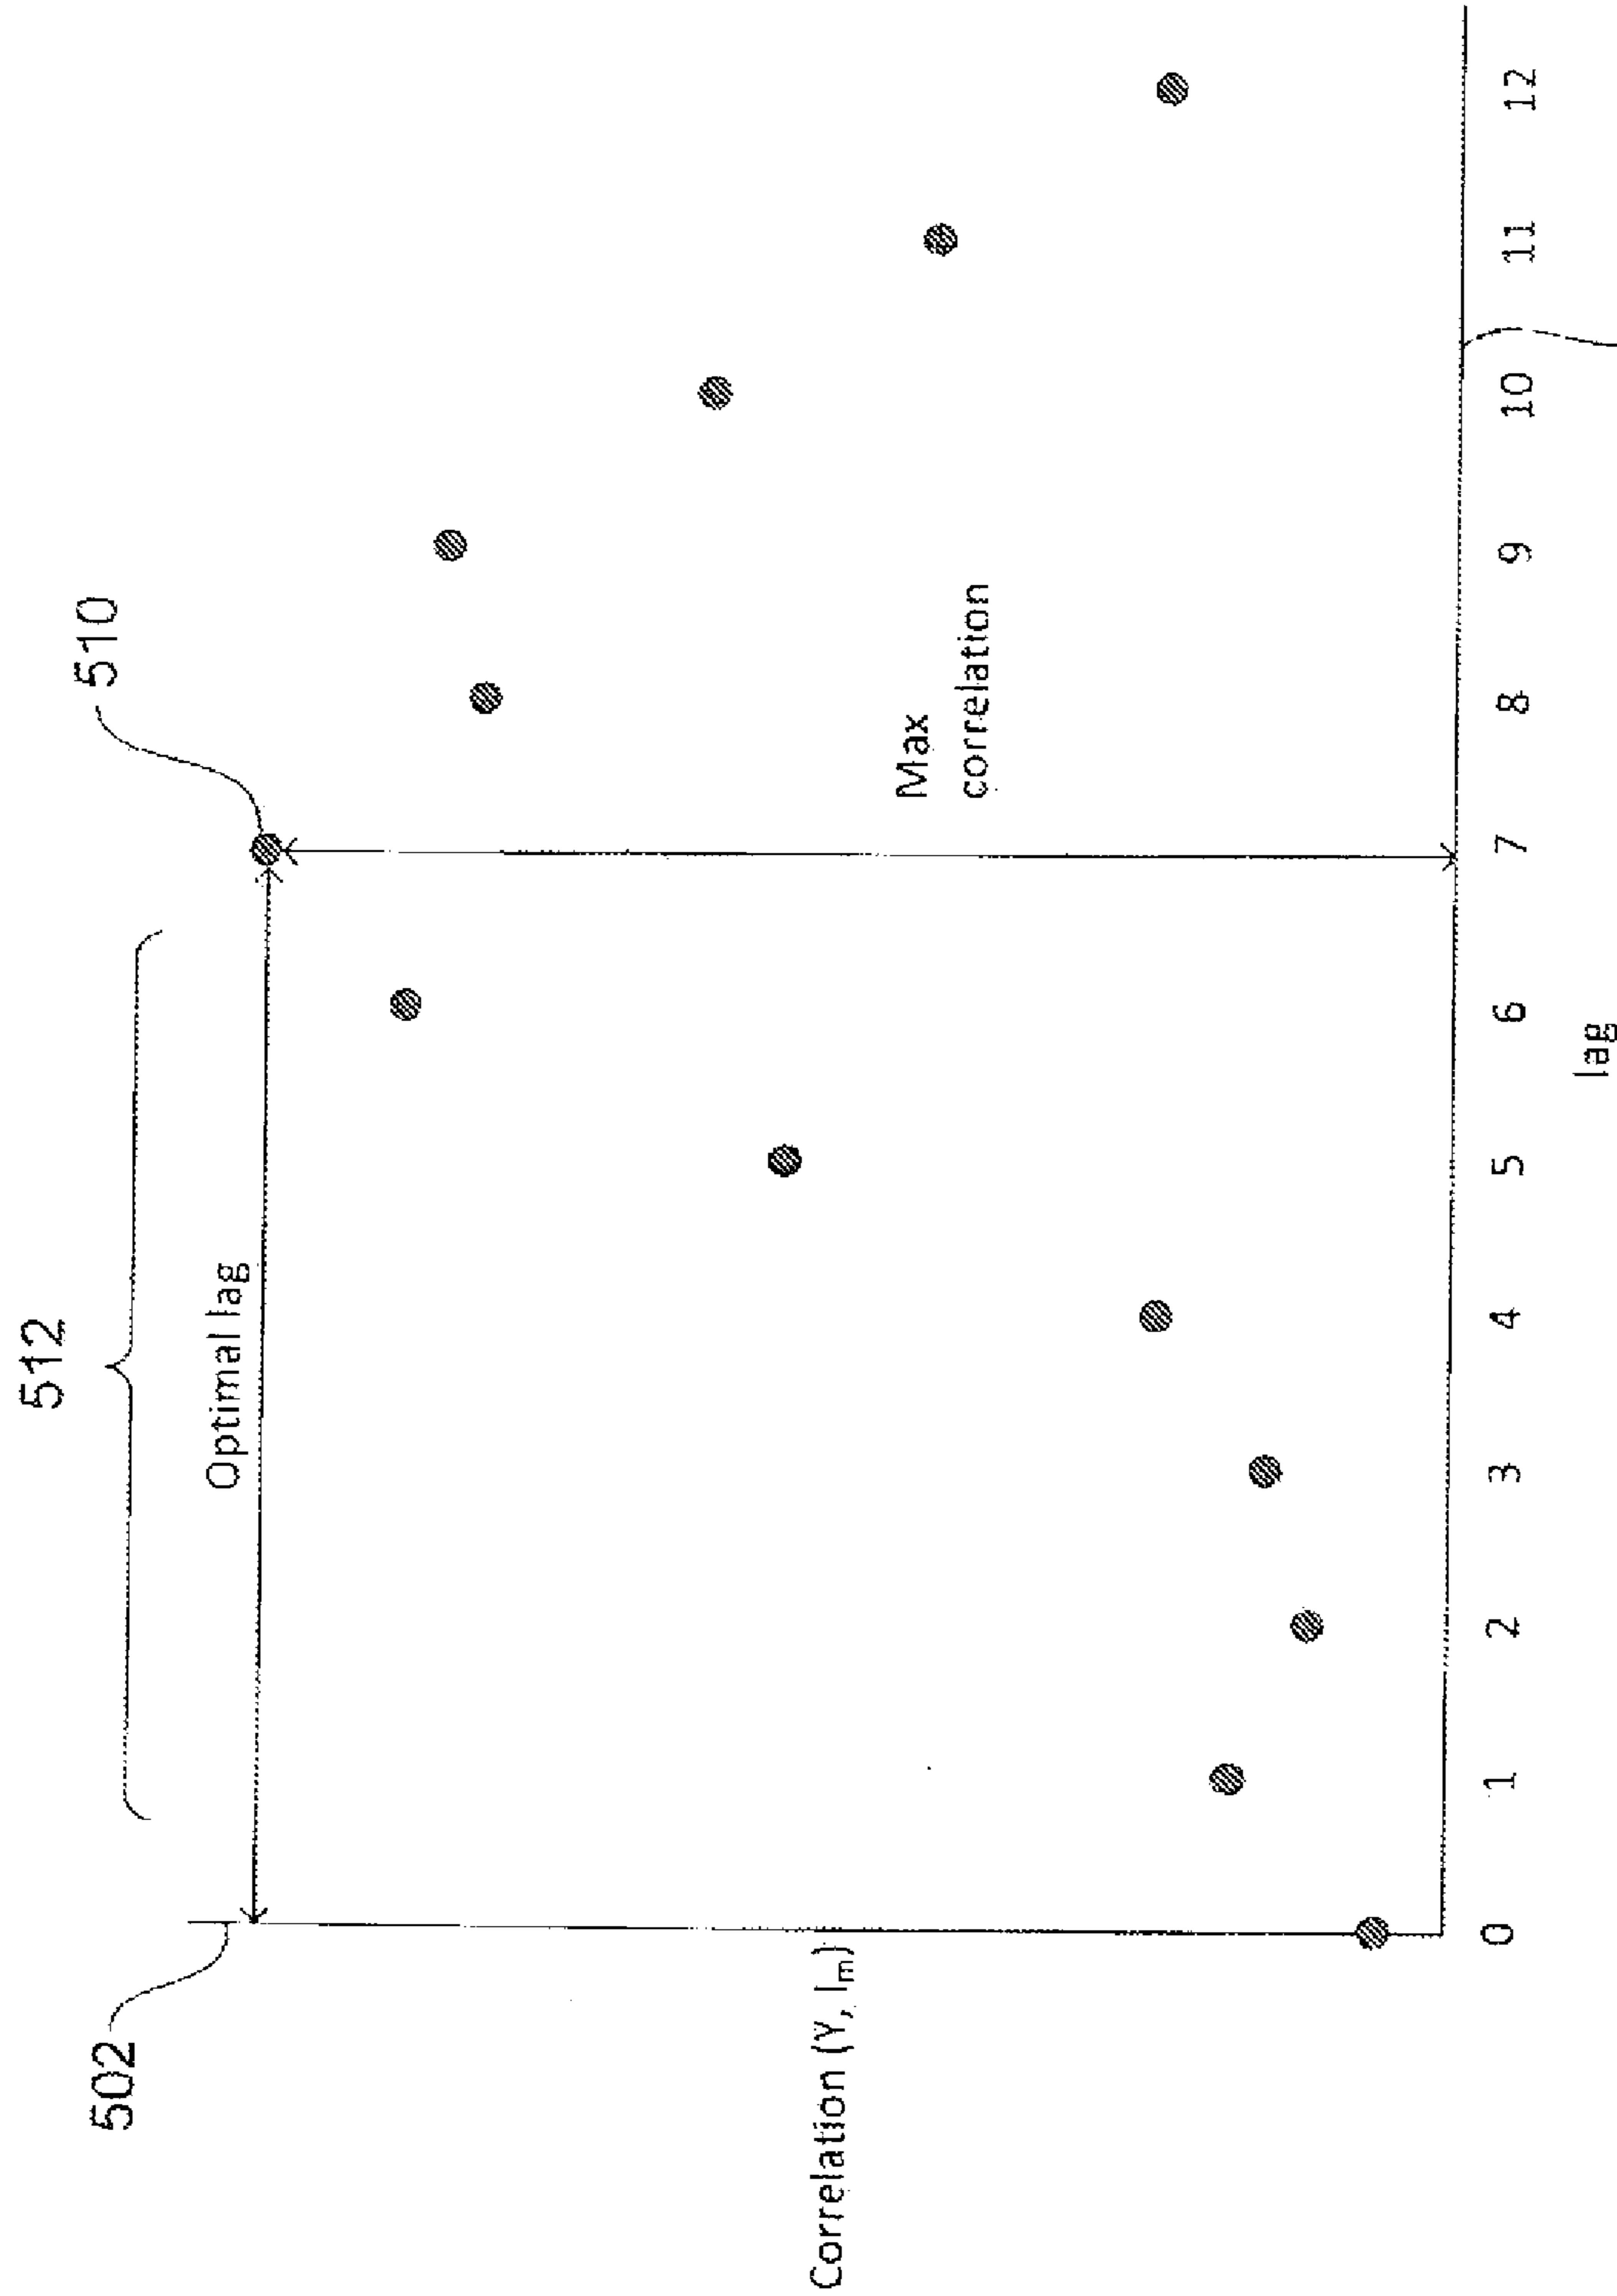 512
510
502
Optimal lag
Max
correlation
Correlation (Y, Iₘ)
0 1 2 3 4 5 6 7 8 9 10 11 12
lag